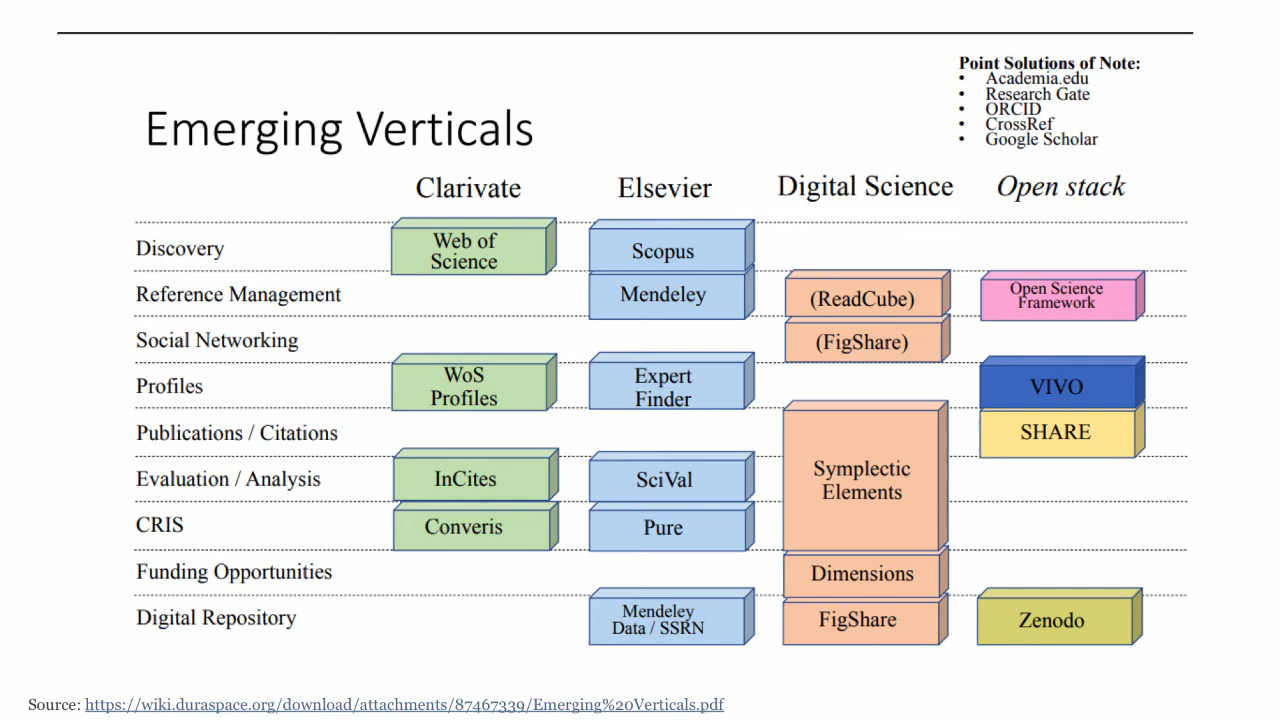 Point Solutions of Note:
• Academia.edu
• Research Gate
• ORCID
• CrossRef
• Google Scholar
Emerging Verticals
Clarivate
Elsevier
Digital Science
Open stack
Discovery
Web of
Science
Scopus
Reference Management
Mendeley
(ReadCube)
Open Science
Framework
Social Networking
(FigShare)
Profiles
WoS
Profiles
Expert
Finder
VIVO
Publications / Citations
SHARE
Symplectic
Elements
Evaluation / Analysis
InCites
SciVal
CRIS
Converis
Pure
Funding Opportunities
Dimensions
Digital Repository
Mendeley
Data / SSRN
FigShare
Zenodo
Source: https://wiki.duraspace.org/download/attachments/87467339/Emerging%20Verticals.pdf